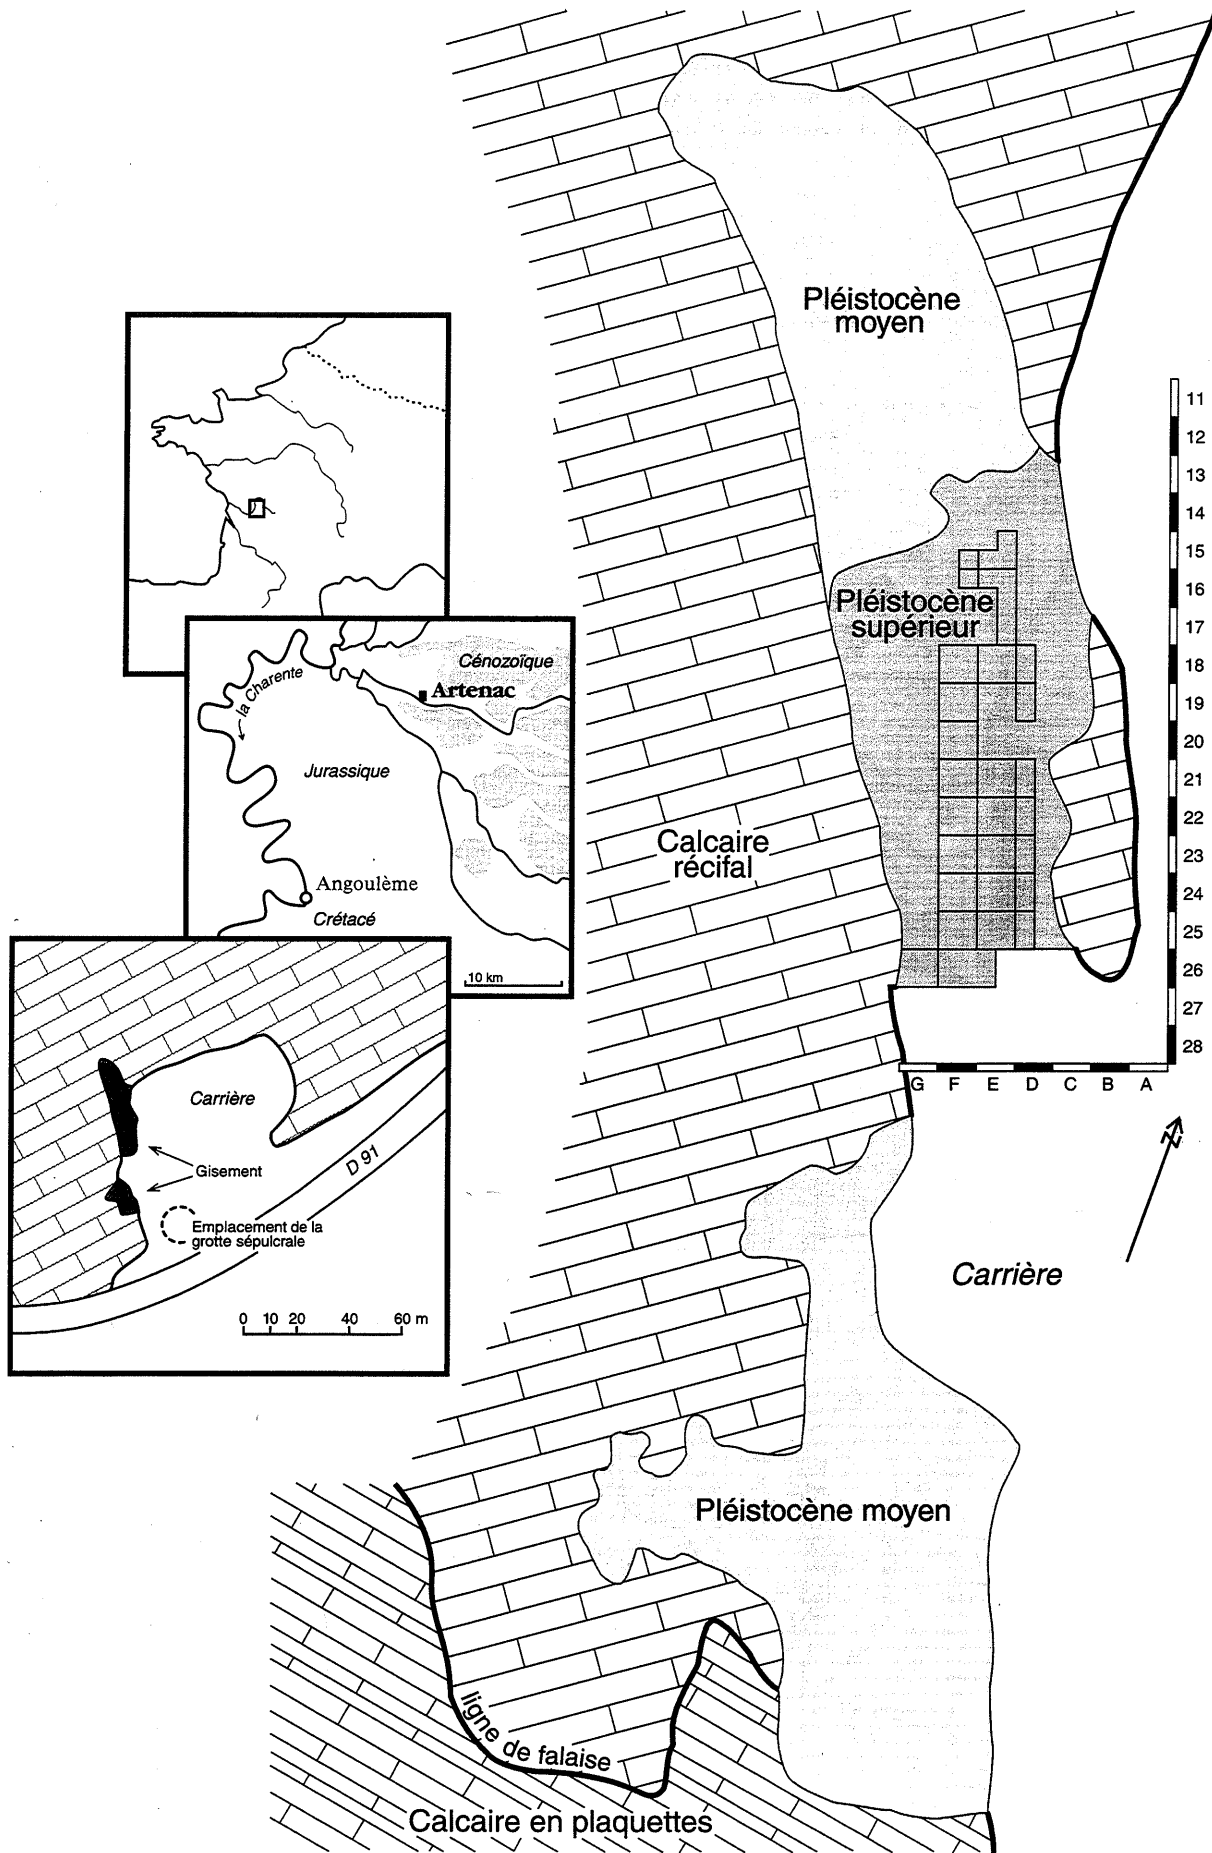 Pléistocène
moyen
11
12
13
14
15
16
17
18
19
20
21
22
23
24
25
26
27
28
G F E D C B A
Pléistocène
supérieur
Calcaire
récifal
Cénozoïque
Artenac
la Charente
Jurassique
Angoulême
Crétacé
10 km
Carrière
Gisement
D 91
Emplacement de la
grotte sépulcrale
0 10 20 40 60 m
N
Carrière
Pléistocène moyen
ligne de falaise
Calcaire en plaquettes